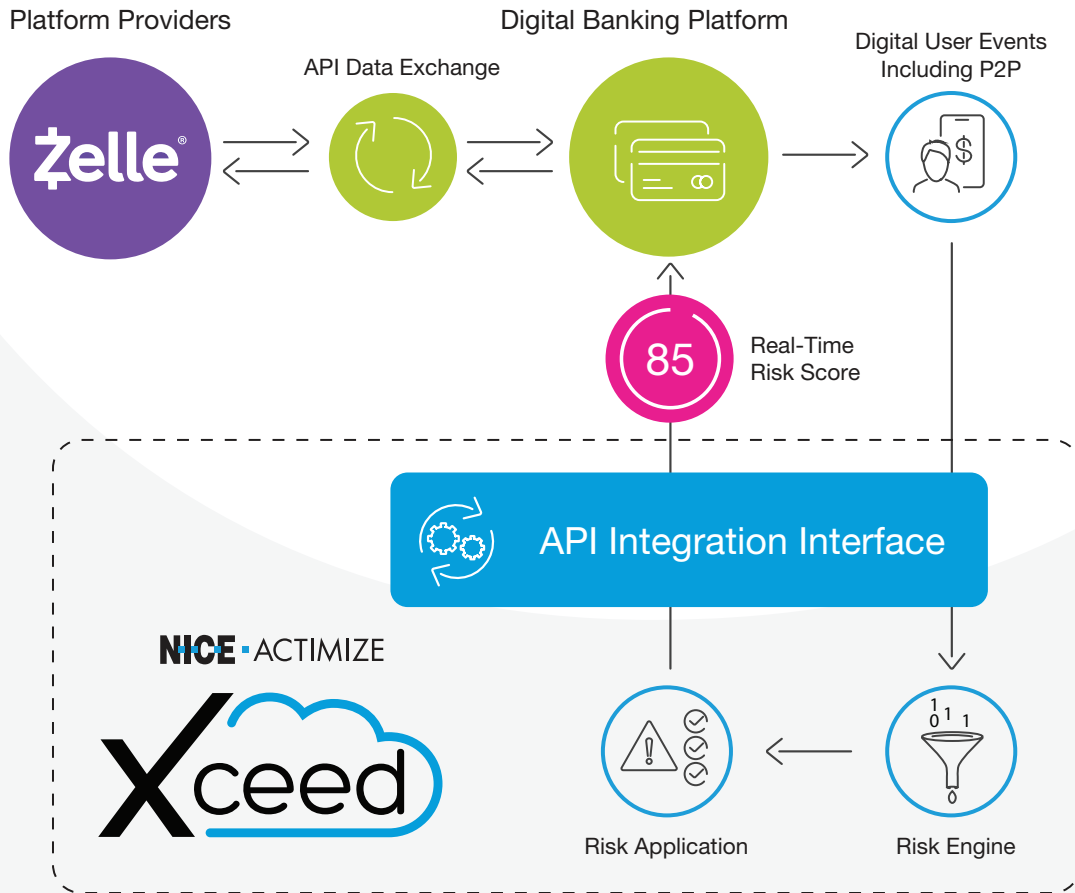 Platform Providers
Digital Banking Platform
Digital User Events
Including P2P
API Data Exchange
Zelle®
$
85
Real-Time
Risk Score
API Integration Interface
NICE ACTIMIZE
Xceed
1
0 1 1
!
Risk Application
Risk Engine